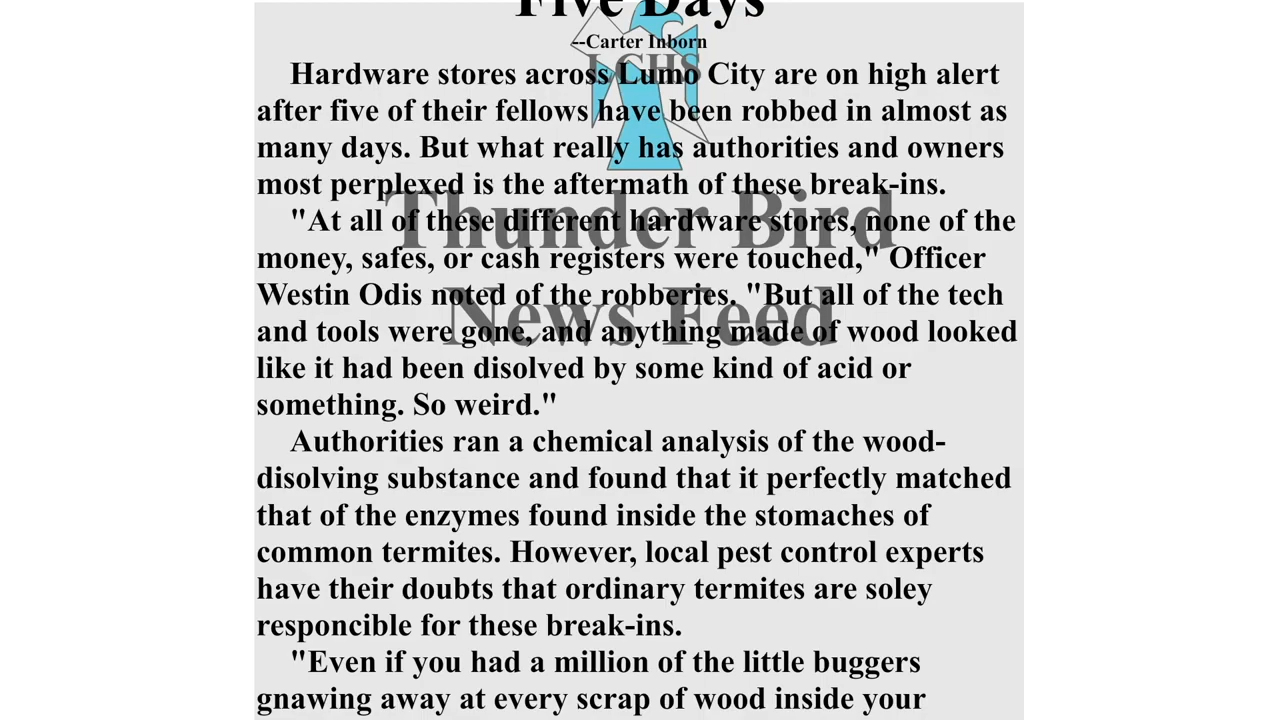 Five Days
--Carter Inborn
LCHS
Hardware stores across Lumo City are on high alert
after five of their fellows have been robbed in almost as
many days. But what really has authorities and owners
most perplexed is the aftermath of these break-ins.
"At all of these different hardware stores, none of the
money, safes, or cash registers were touched," Officer
Westin Odis noted of the robberies. "But all of the tech
and tools were gone, and anything made of wood looked
like it had been disolved by some kind of acid or
something. So weird."
Authorities ran a chemical analysis of the wood-
disolving substance and found that it perfectly matched
that of the enzymes found inside the stomaches of
common termites. However, local pest control experts
have their doubts that ordinary termites are soley
responcible for these break-ins.
"Even if you had a million of the little buggers
gnawing away at every scrap of wood inside your
Thunder Bird
News Feed